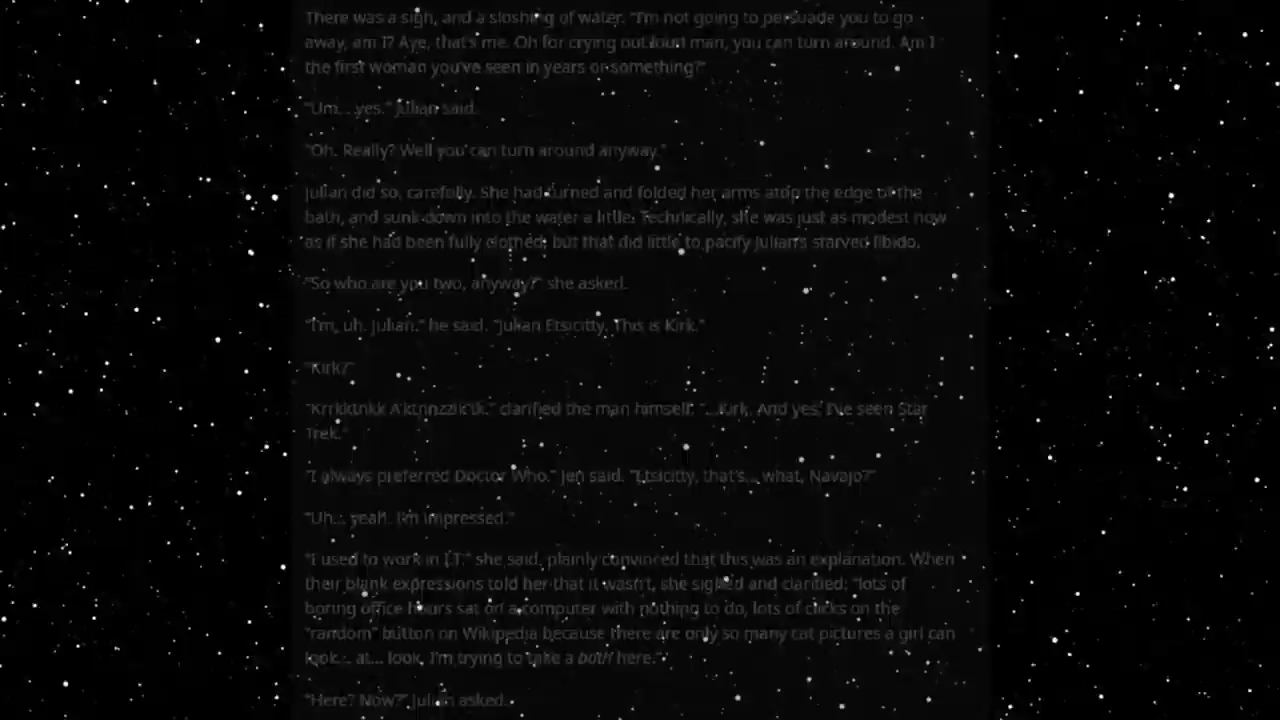 There was a sigh, and a sloshing of water. "I'm not going to persuade you to go
away, am I? Aye, that's me. Oh for crying out loud man, you can turn around. Am I
the first woman you've seen in years or something?"
"Um... yes." Julian said.
"Oh. Really? Well you can turn around anyway."
Julian did so, carefully. She had turned and folded her arms atop the edge of the
bath, and sunk down into the water a little. Technically, she was just as modest now
as if she had been fully clothed, but that did little to pacify Julian's starved libido.
"So who are you two, anyway?" she asked.
"I'm, uh. Julian." he said. "Julian Etsicitty. This is Kirk."
"Kirk?"
clarified the man himself. "...Kirk. And yes, I've seen Star
Trek."
"I always preferred Doctor Who." Jen said. "Etsicitty, that's... what, Navajo?"
"Uh... yeah. I'm impressed."
"I used to work in I.T." she said, plainly convinced that this was an explanation. When
their blank expressions told her that it wasn't, she sighed and clarified: "lots of
boring office hours sat on a computer with nothing to do, lots of clicks on the
"random" button on Wikipedia because there are only so many cat pictures a girl can
look... at... look, I'm trying to take a bath here."
"Here? Now?" Julian asked.